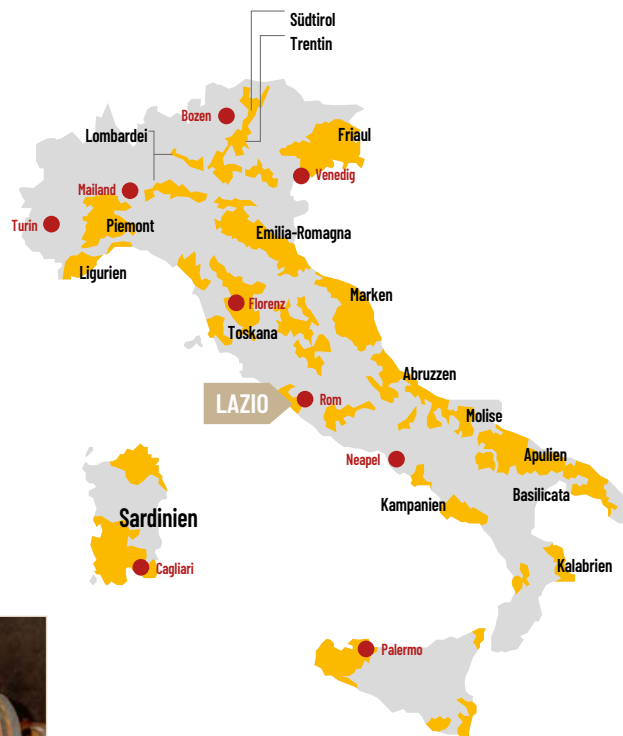 Südtirol
Trentin
Bozen
Lombardei
Friaul
Venedig
Mailand
Turin
Piemont
Emilia-Romagna
Ligurien
Marken
Florenz
Toskana
Abruzzen
LAZIO
Rom
Molise
Neapel
Apulien
Basilicata
Kampanien
Sardinien
Kalabrien
Cagliari
Palermo